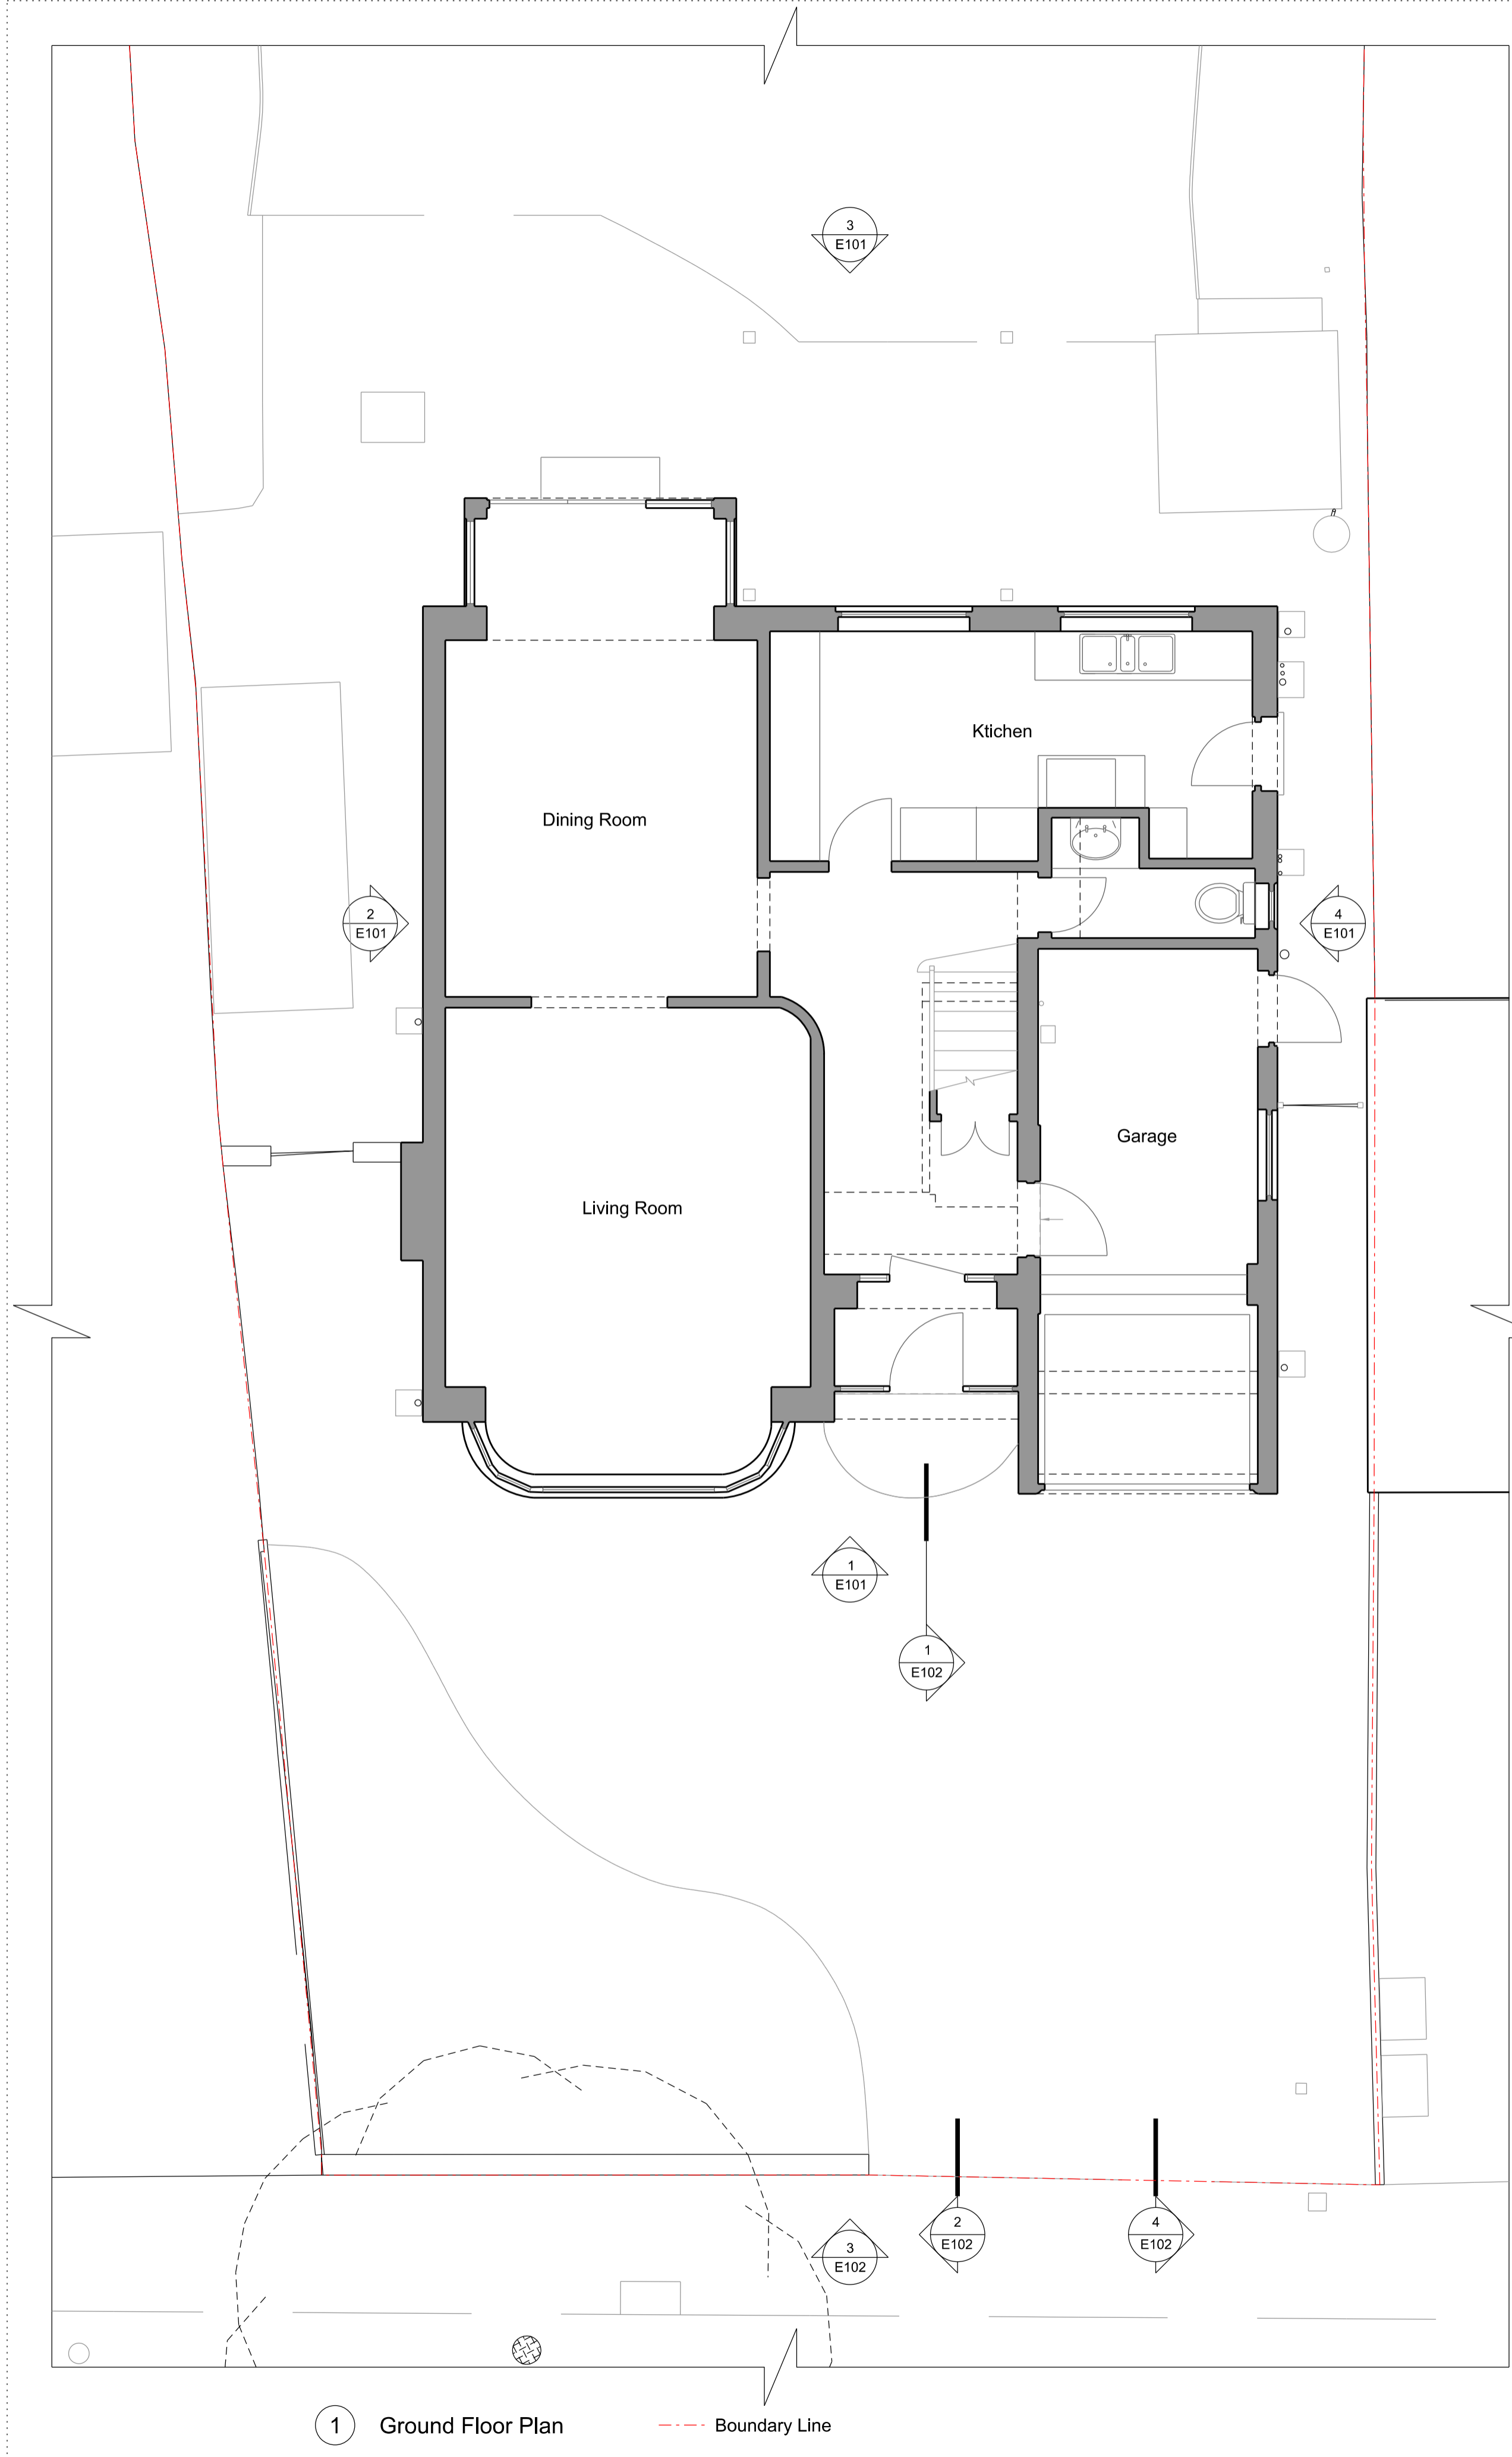 3
E101
Ktichen
Dining Room
2
E101
4
E101
Garage
Living Room
1
E101
1
E102
2
E102
4
E102
3
E102
1 Ground Floor Plan
Boundary Line